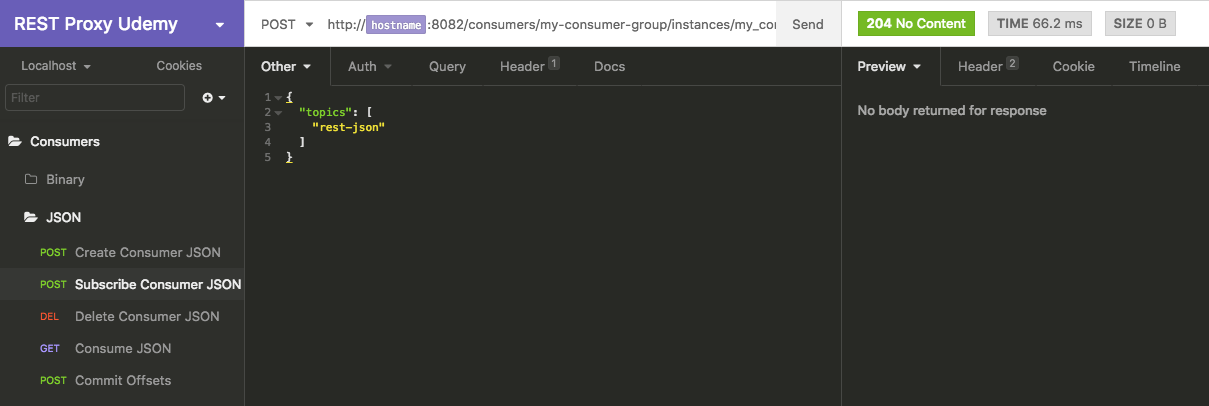 REST Proxy Udemy
Localhost
Cookies
Filter
Consumers
Binary
JSON
POST Create Consumer JSON
POST Subscribe Consumer JSON
DEL Delete Consumer JSON
GET Consume JSON
POST Commit Offsets
POST http://hostname:8082/consumers/my-consumer-group/instances/my_con Send
Other Auth Query Header 1 Docs
1 {
2 "topics": [
3 "rest-json"
4 ]
5 }
204 No Content TIME 66.2 ms SIZE 0 B
Preview Header 2 Cookie Timeline
No body returned for response